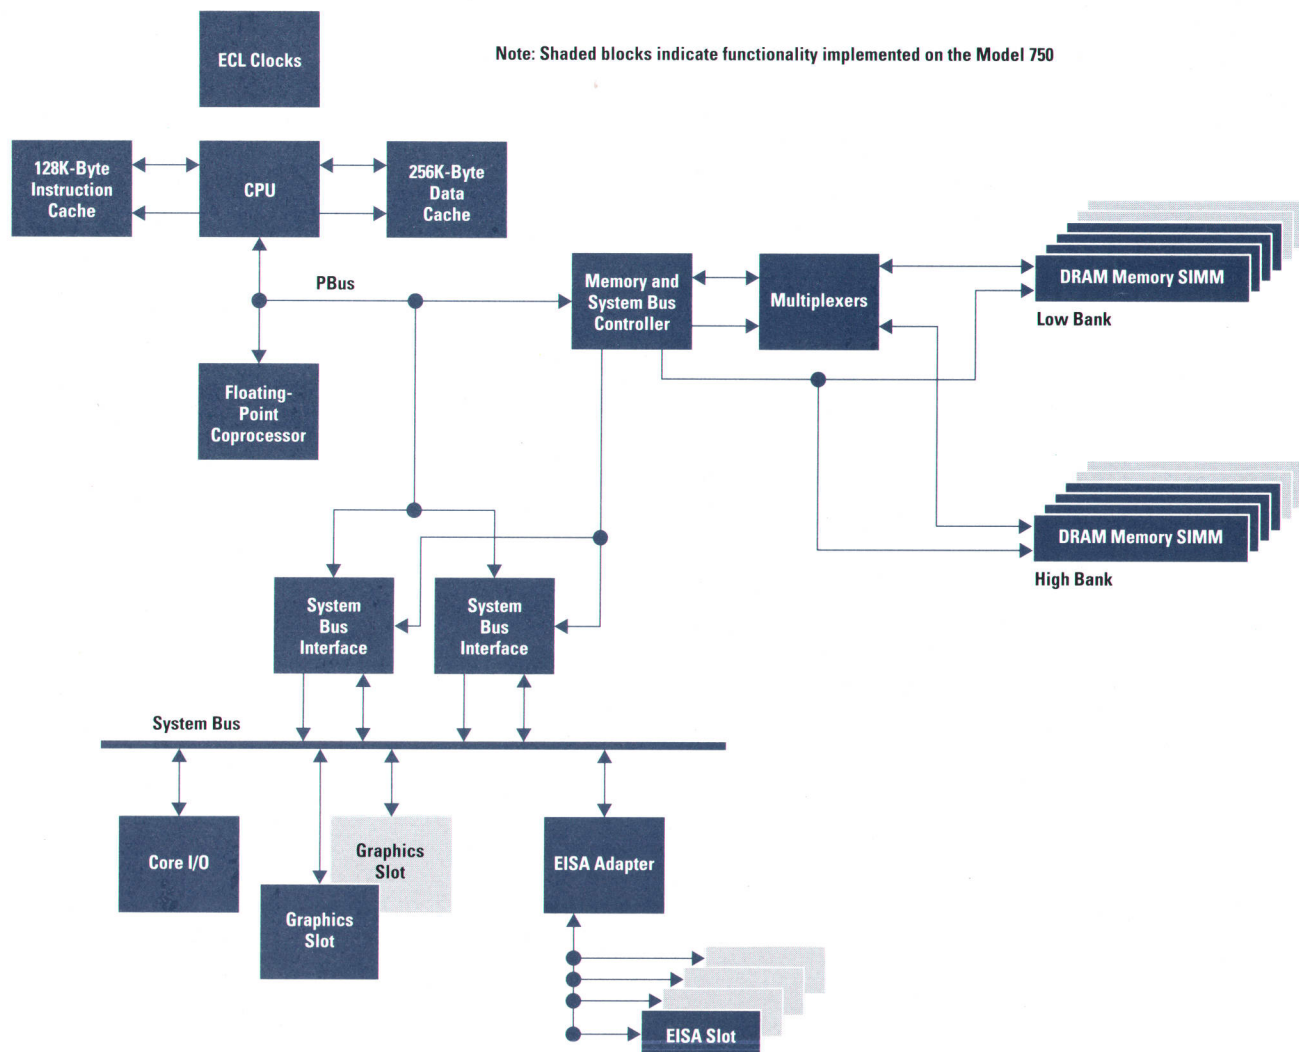 ECL Clocks
Note: Shaded blocks indicate functionality implemented on the Model 750
128K-Byte
Instruction
Cache
CPU
256K-Byte
Data
Cache
PBus
Memory and
System Bus
Controller
Multiplexers
DRAM Memory SIMM
Low Bank
Floating-
Point
Coprocessor
DRAM Memory SIMM
High Bank
System
Bus
Interface
System
Bus
Interface
System Bus
Core I/O
Graphics
Slot
Graphics
Slot
EISA Adapter
EISA Slot